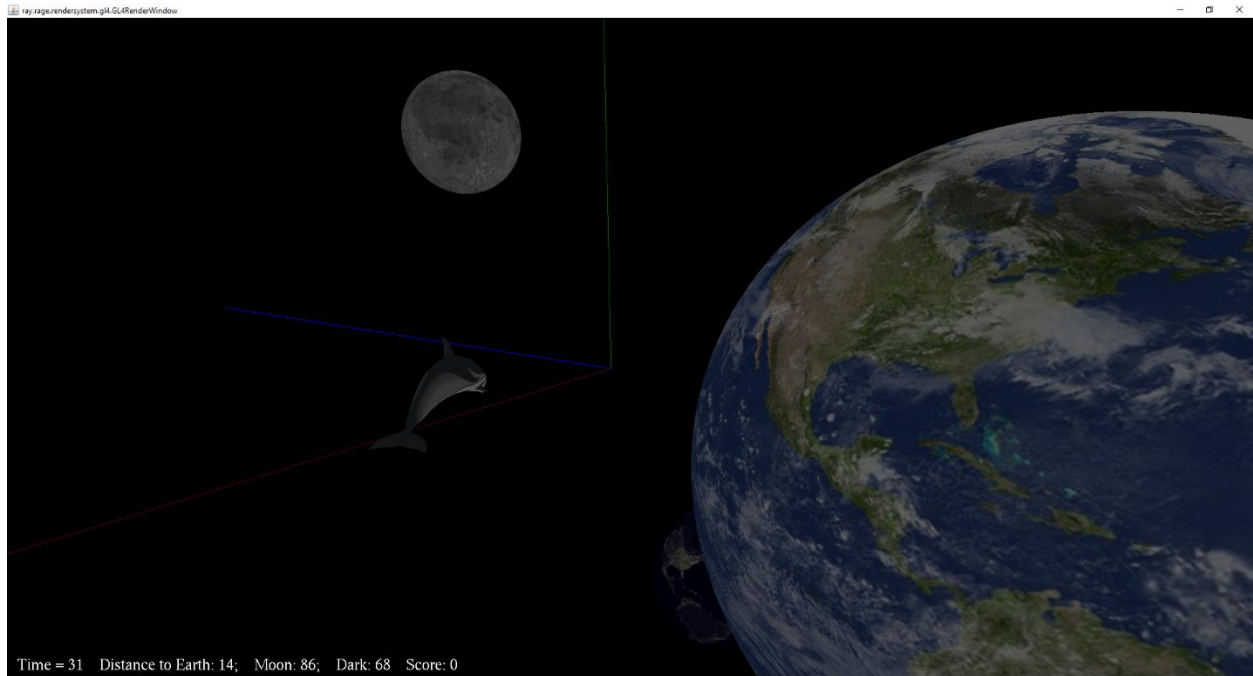 ray.rage.rendersystem.gl4.GL4RenderWindow
Time = 31 Distance to Earth: 14; Moon: 86; Dark: 68 Score: 0